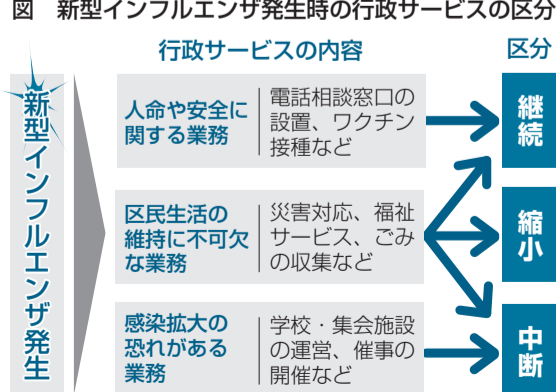 図 新型インフルエンザ発生時の行政サービスの区分
行政サービスの内容
区分
新型インフルエンザ発生
人命や安全に
関する業務
電話相談窓口の
設置、ワクチン
接種など
継続
区民生活の
維持に不可欠
な業務
災害対応、福祉
サービス、ごみ
の収集など
縮小
感染拡大の
恐れがある
業務
学校・集会施設
の運営、催事の
開催など
中断